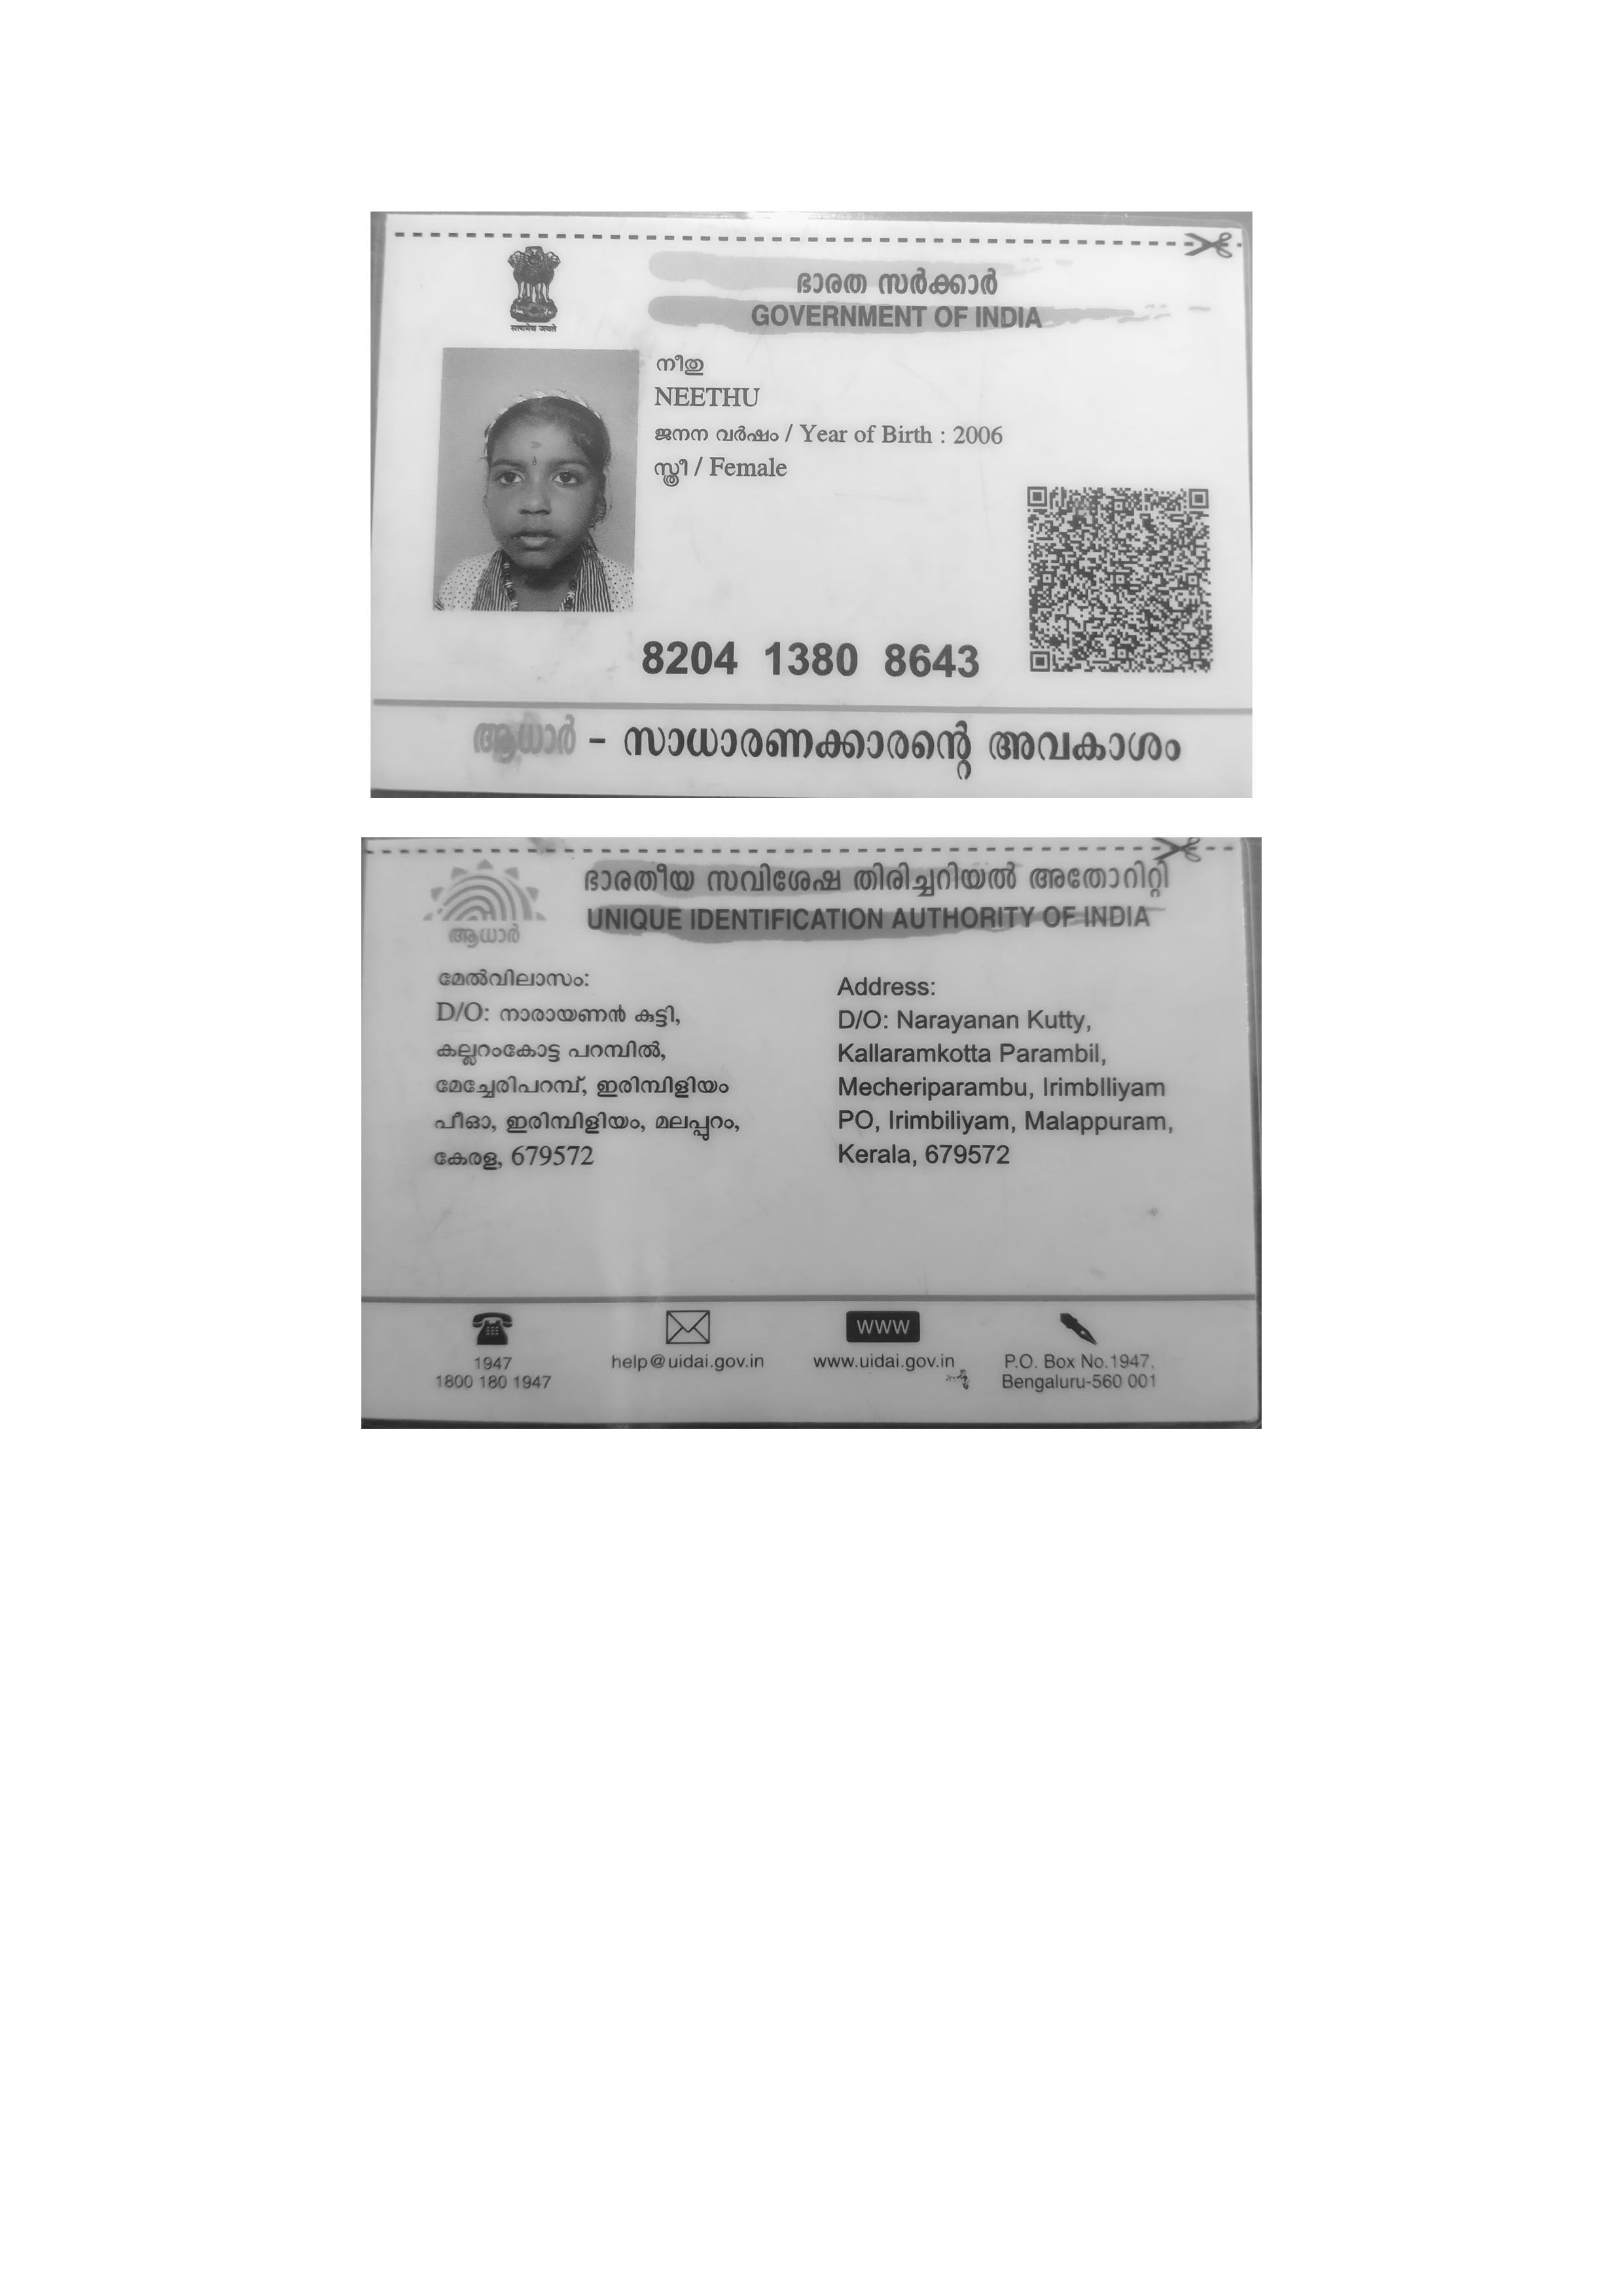 ഭാരത സർക്കാർ
GOVERNMENT OF INDIA
सत्यमेव जयते
നീതു
NEETHU
ജനന വർഷം / Year of Birth : 2006
സ്ത്രീ / Female
8204 1380 8643
ആധാർ - സാധാരണക്കാരന്റെ അവകാശം
ഭാരതീയ സവിശേഷ തിരിച്ചറിയൽ അതോറിറ്റി
UNIQUE IDENTIFICATION AUTHORITY OF INDIA
ആധാർ
മേൽവിലാസം:
D/O: നാരായണൻ കുട്ടി,
കല്ലറംകോട്ട പറമ്പിൽ,
മേച്ചേരിപറമ്പ്, ഇരിമ്പിളിയം
പീഓ, ഇരിമ്പിളിയം, മലപ്പുറം,
കേരള, 679572
Address:
D/O: Narayanan Kutty,
Kallaramkotta Parambil,
Mecheriparambu, Irimblliyam
PO, Irimbiliyam, Malappuram,
Kerala, 679572
1947
1800 180 1947
help@uidai.gov.in
WWW
www.uidai.gov.in
P.O. Box No.1947,
Bengaluru-560 001